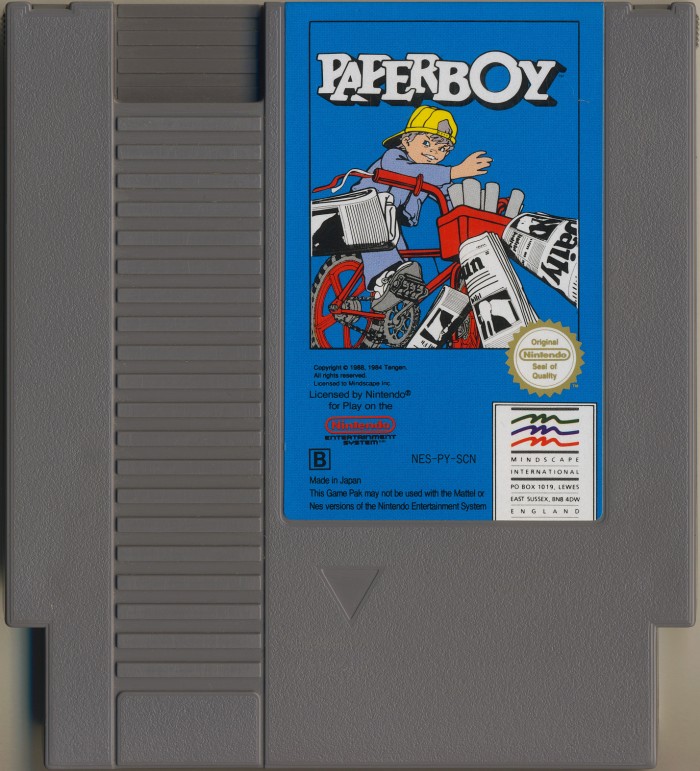 PAPERBOY
un
aily
Original
Nintendo
Seal of
Quality
TM
Copyright © 1988, 1984 Tengen.
All rights reserved.
Licensed to Mindscape Inc.
Licensed by Nintendo®
for Play on the
Nintendo
ENTERTAINMENT
SYSTEM™
B
NES-PY-SCN
Made in Japan
This Game Pak may not be used with the Mattel or
Nes versions of the Nintendo Entertainment System
MINDSCAPE
INTERNATIONAL
PO BOX 1019, LEWES
EAST SUSSEX, BN8 4DW
ENGLAND